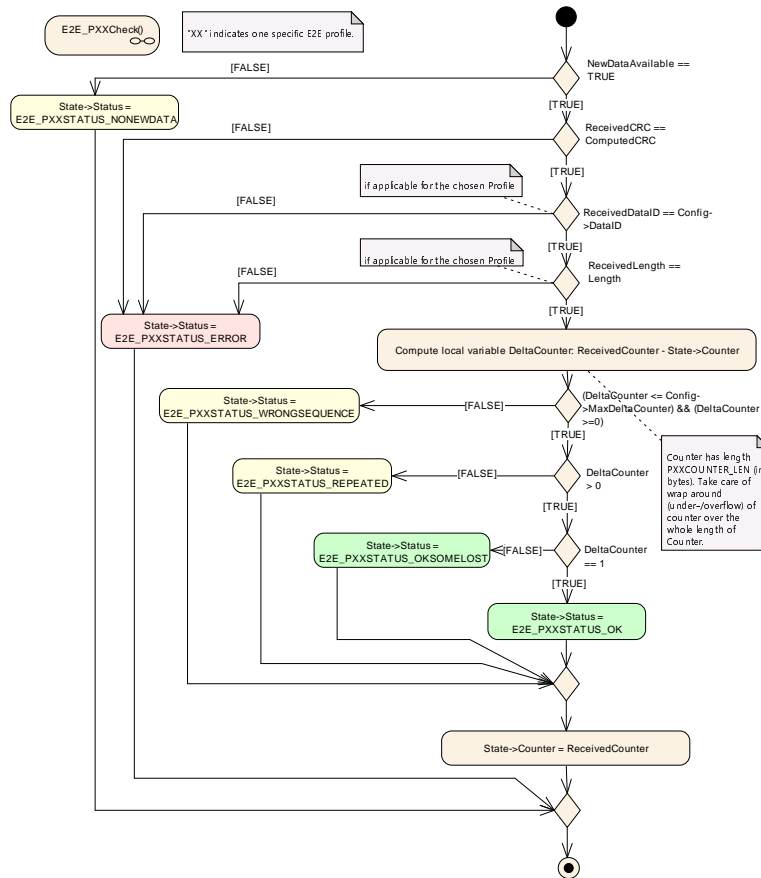 E2E_PXXCheck()
"XX" indicates one specific E2E profile.
NewDataAvailable ==
TRUE
[FALSE]
[TRUE]
State->Status =
E2E_PXXSTATUS_NONEWDATA
ReceivedCRC ==
ComputedCRC
[FALSE]
[TRUE]
if applicable for the chosen Profile
ReceivedDataID == Config-
>DataID
[FALSE]
[TRUE]
if applicable for the chosen Profile
ReceivedLength ==
Length
[FALSE]
[TRUE]
State->Status =
E2E_PXXSTATUS_ERROR
Compute local variable DeltaCounter: ReceivedCounter - State->Counter
(DeltaCounter <= Config-
>MaxDeltaCounter) && (DeltaCounter
>=0)
[FALSE]
[TRUE]
State->Status =
E2E_PXXSTATUS_WRONGSEQUENCE
Counter has length
PXXCOUNTER_LEN (in
bytes). Take care of
wrap around
(under-/overflow) of
counter over the
whole length of
Counter.
DeltaCounter
> 0
[FALSE]
[TRUE]
State->Status =
E2E_PXXSTATUS_REPEATED
DeltaCounter
== 1
[FALSE]
[TRUE]
State->Status =
E2E_PXXSTATUS_OKSOMELOST
State->Status =
E2E_PXXSTATUS_OK
State->Counter = ReceivedCounter